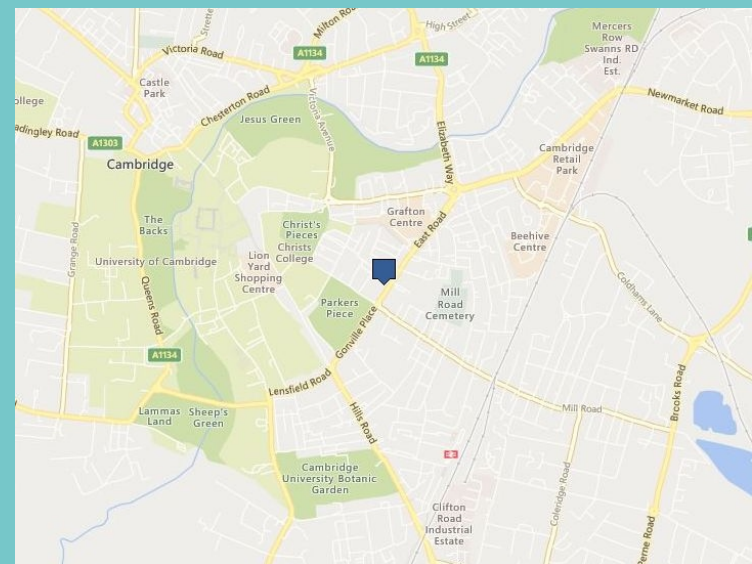 Mercers
Row
Swanns RD
Ind.
Est.
High Street
Milton Road
Strette
A1134
A1134
Victoria Road
Castle
Park
Newmarket Road
Chesterton Road
Victoria Avenue
Jesus Green
ollege
adingley Road
A1303
Cambridge
Elizabeth Way
Cambridge
Retail
Park
Grafton
Centre
The
Backs
Christ's
Pieces
Christs
College
East Road
Beehive
Centre
Grange Road
University of Cambridge
Lion
Yard
Shopping
Centre
Coldhams Lane
Queens Road
Parkers
Piece
Mill
Road
Cemetery
Gonville Place
A1134
Lensfield Road
Brooks Road
Lammas
Land
Sheep's
Green
Hills Road
Mill Road
Cambridge
University Botanic
Garden
Coleridge Road
Clifton
Road
Industrial
Estate
Perne Road